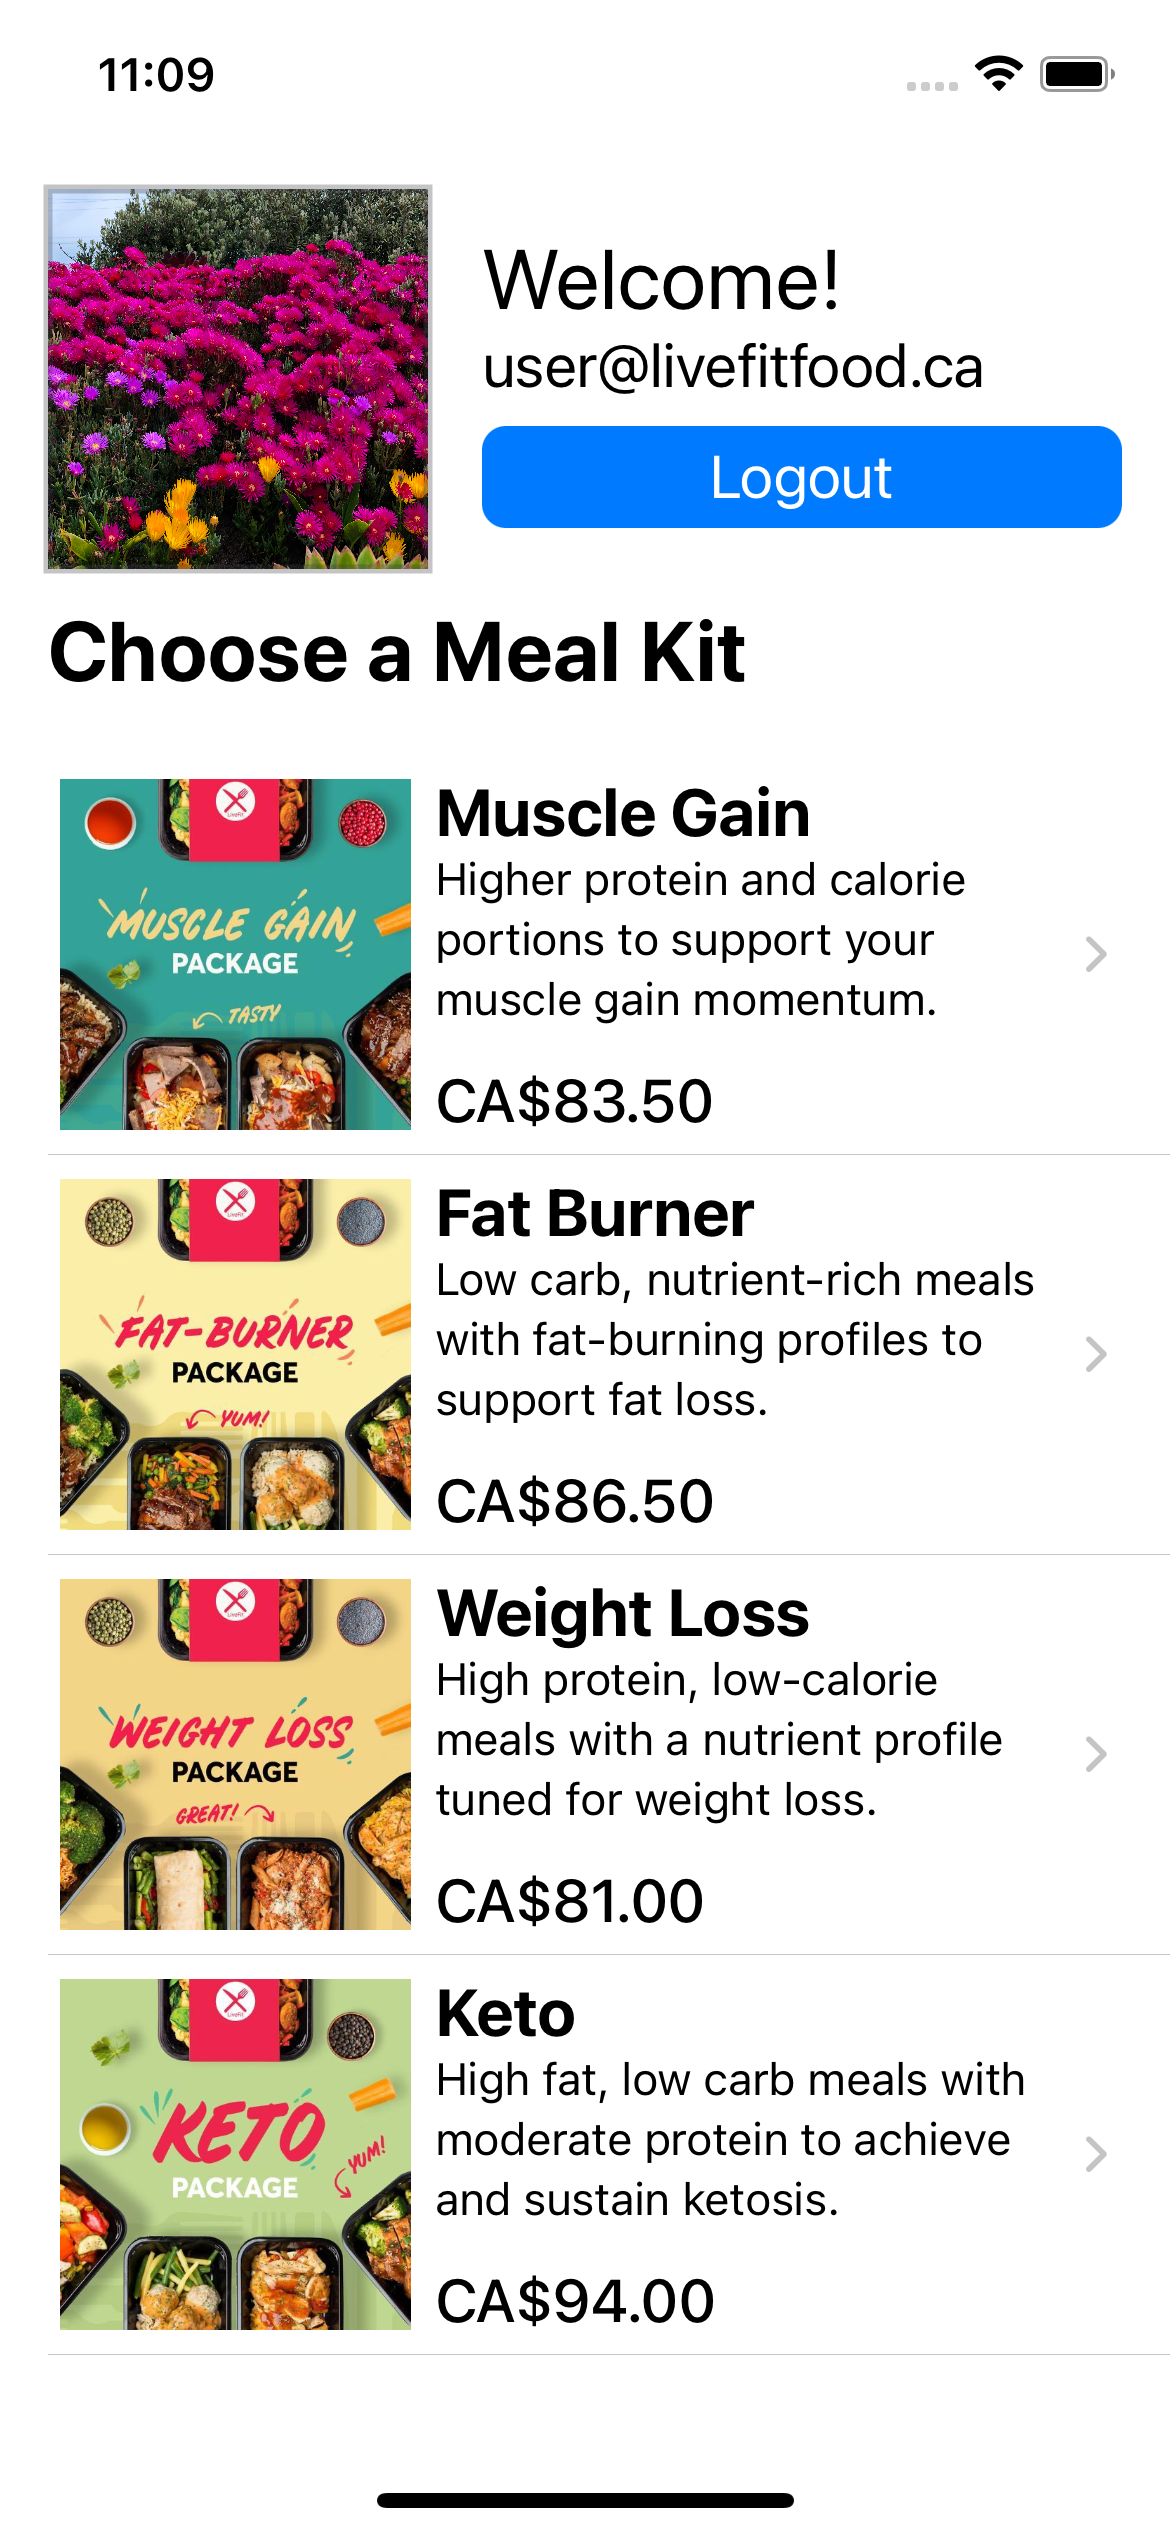 11:09
Welcome!
user@livefitfood.ca
Logout
Choose a Meal Kit
LiveFit
MUSCLE GAIN
PACKAGE
TASTY
Muscle Gain
Higher protein and calorie
portions to support your
muscle gain momentum.
CA$83.50
LiveFit
FAT-BURNER
PACKAGE
YUM!
Fat Burner
Low carb, nutrient-rich meals
with fat-burning profiles to
support fat loss.
CA$86.50
LiveFit
WEIGHT LOSS
PACKAGE
GREAT!
Weight Loss
High protein, low-calorie
meals with a nutrient profile
tuned for weight loss.
CA$81.00
LiveFit
KETO
YUM!
PACKAGE
Keto
High fat, low carb meals with
moderate protein to achieve
and sustain ketosis.
CA$94.00